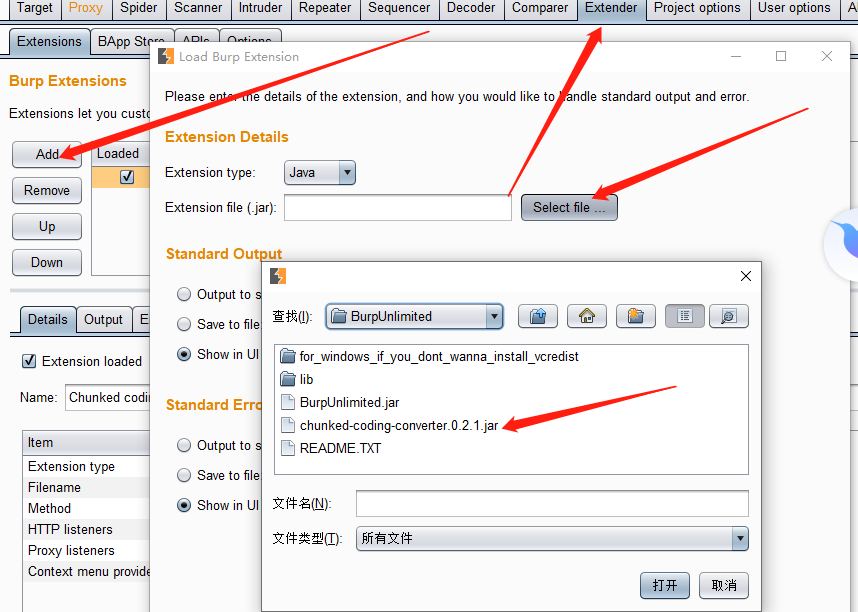 Target Proxy Spider Scanner Intruder Repeater Sequencer Decoder Comparer Extender Project options User options
Extensions BApp Store APIs Options
Load Burp Extension
Burp Extensions
Please enter the details of the extension, and how you would like to handle standard output and error.
Extensions let you custo
Extension Details
Add Loaded
Extension type: Java
Remove
Extension file (.jar): Select file ...
Up
Standard Output
Down
Output to s
查找(I): BurpUnlimited
Details Output E
Save to file
Show in UI
for_windows_if_you_dont_wanna_install_vcredist
Extension loaded
lib
Name: Chunked codi
Standard Erro
BurpUnlimited.jar
chunked-coding-converter.0.2.1.jar
Item
Output to s
README.TXT
Extension type
Save to file
Filename
Show in UI
文件名(N):
Method
HTTP listeners
文件类型(T): 所有文件
Proxy listeners
Context menu provide
打开 取消